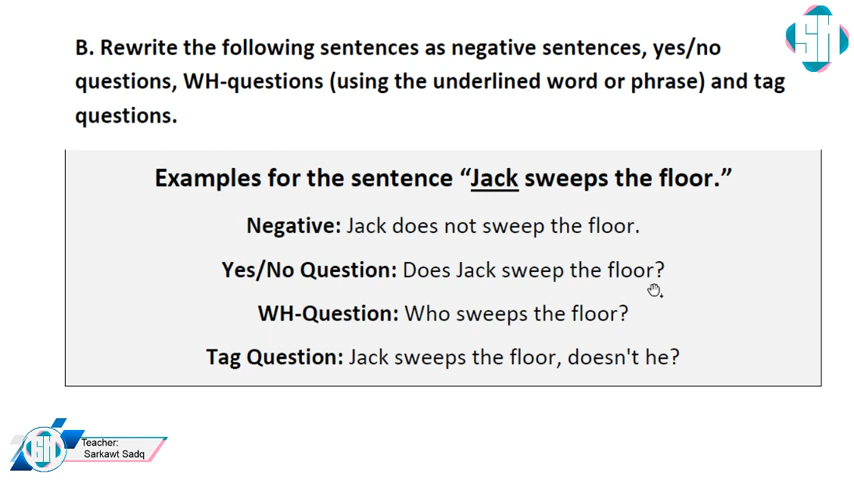 B. Rewrite the following sentences as negative sentences, yes/no
questions, WH-questions (using the underlined word or phrase) and tag
questions.
Examples for the sentence “Jack sweeps the floor.”
Negative: Jack does not sweep the floor.
Yes/No Question: Does Jack sweep the floor?
WH-Question: Who sweeps the floor?
Tag Question: Jack sweeps the floor, doesn't he?
Teacher:
Sarkawt Sadq